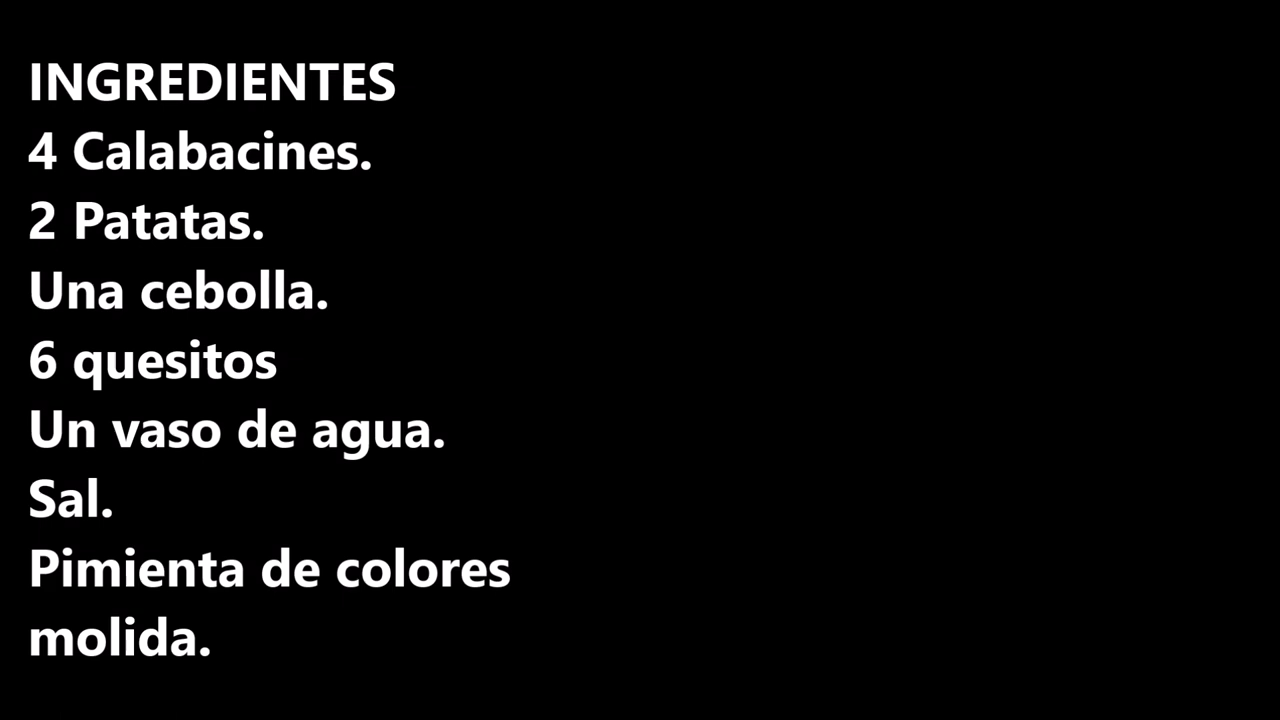 INGREDIENTES
4 Calabacines.
2 Patatas.
Una cebolla.
6 quesitos
Un vaso de agua.
Sal.
Pimienta de colores
molida.